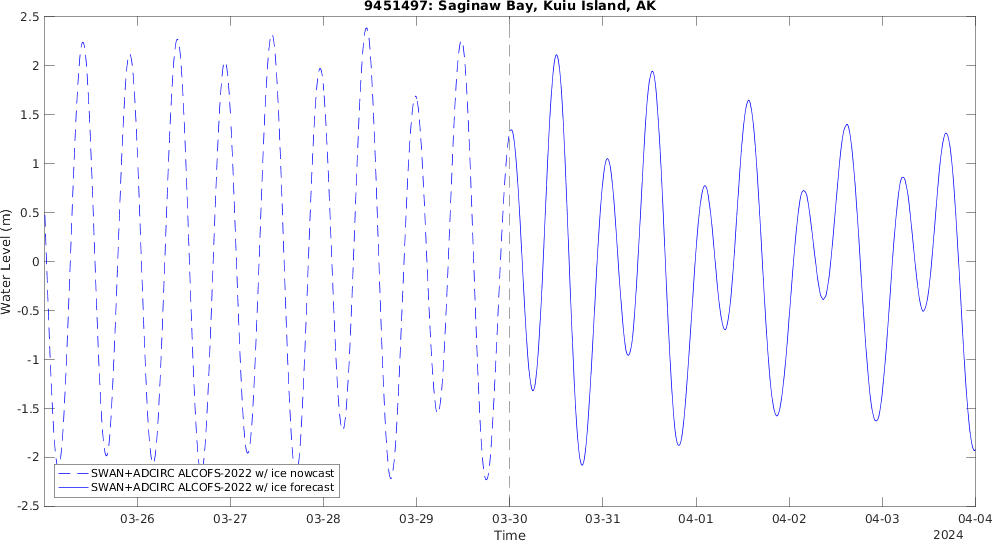 9451497: Saginaw Bay, Kuiu Island, AK
2.5
2
1.5
1
0.5
0
-0.5
-1
-1.5
-2
-2.5
Water Level (m)
SWAN+ADCIRC ALCOFS-2022 w/ ice nowcast
SWAN+ADCIRC ALCOFS-2022 w/ ice forecast
03-26 03-27 03-28 03-29 03-30 03-31 04-01 04-02 04-03 04-04
Time
2024